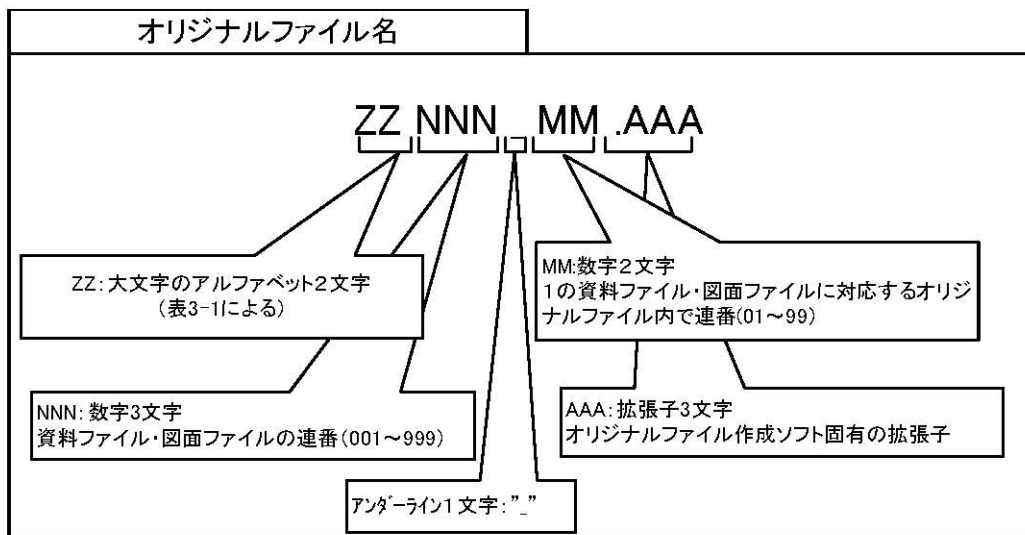 オリジナルファイル名
ZZ NNN _ MM .AAA
ZZ:大文字のアルファベット2文字
(表3-1による)
MM:数字2文字
1の資料ファイル・図面ファイルに対応するオリジ
ナルファイル内で連番(01～99)
NNN:数字3文字
資料ファイル・図面ファイルの連番(001～999)
AAA:拡張子3文字
オリジナルファイル作成ソフト固有の拡張子
アンダーライン1文字:”_”